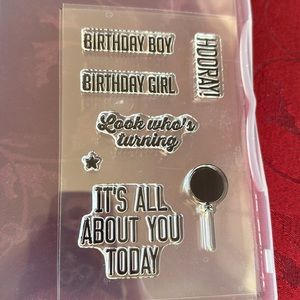 BIRTHDAY BOY
HOORAY!
BIRTHDAY GIRL
Look who's
turning
IT'S ALL
ABOUT YOU
TODAY